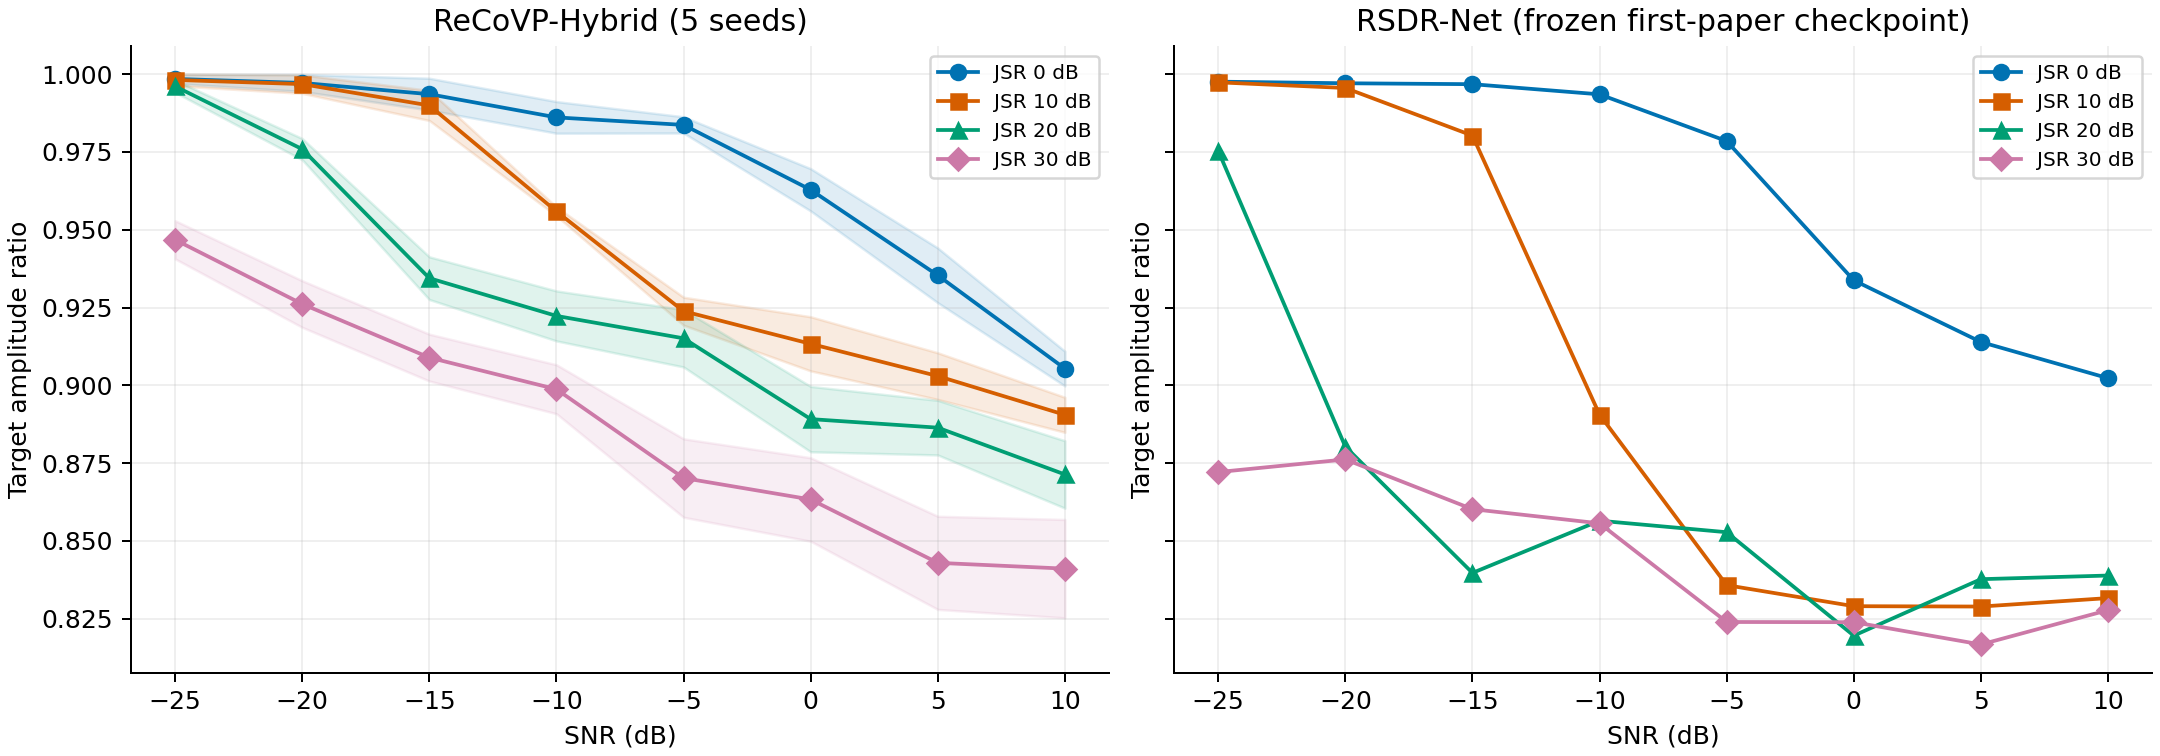 ReCoVP-Hybrid (5 seeds)
Target amplitude ratio
1.000
0.975
0.950
0.925
0.900
0.875
0.850
0.825
JSR 0 dB
JSR 10 dB
JSR 20 dB
JSR 30 dB
−25 −20 −15 −10 −5 0 5 10
SNR (dB)
RSDR-Net (frozen first-paper checkpoint)
Target amplitude ratio
JSR 0 dB
JSR 10 dB
JSR 20 dB
JSR 30 dB
−25 −20 −15 −10 −5 0 5 10
SNR (dB)